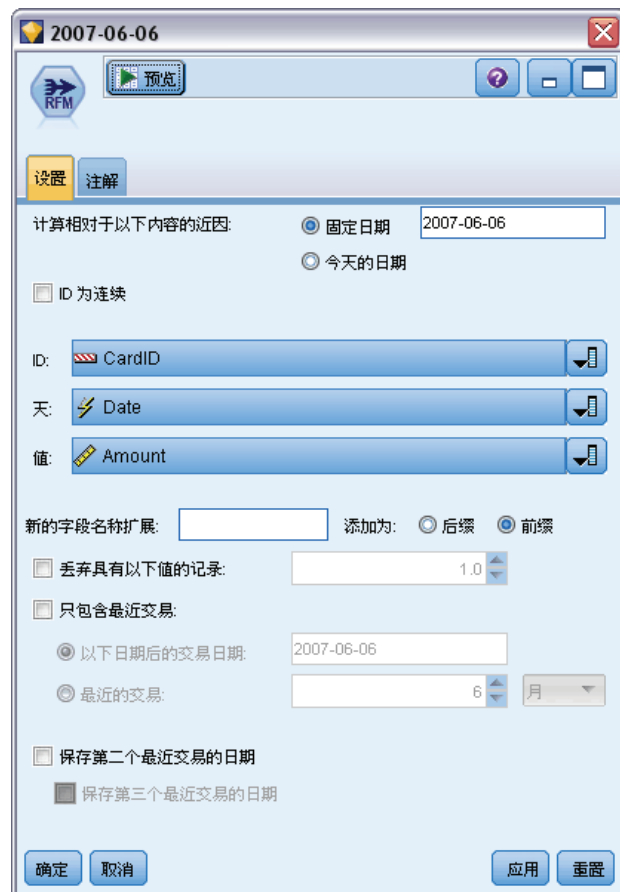 2007-06-06
RFM
预览
设置 注解
计算相对于以下内容的近因: 固定日期 2007-06-06
今天的日期
ID 为连续
ID: CardID
天: Date
值: Amount
新的字段名称扩展: 添加为: 后缀 前缀
丢弃具有以下值的记录: 1.0
只包含最近交易:
以下日期后的交易日期: 2007-06-06
最近的交易: 6 月
保存第二个最近交易的日期
保存第三个最近交易的日期
确定 取消 应用 重置